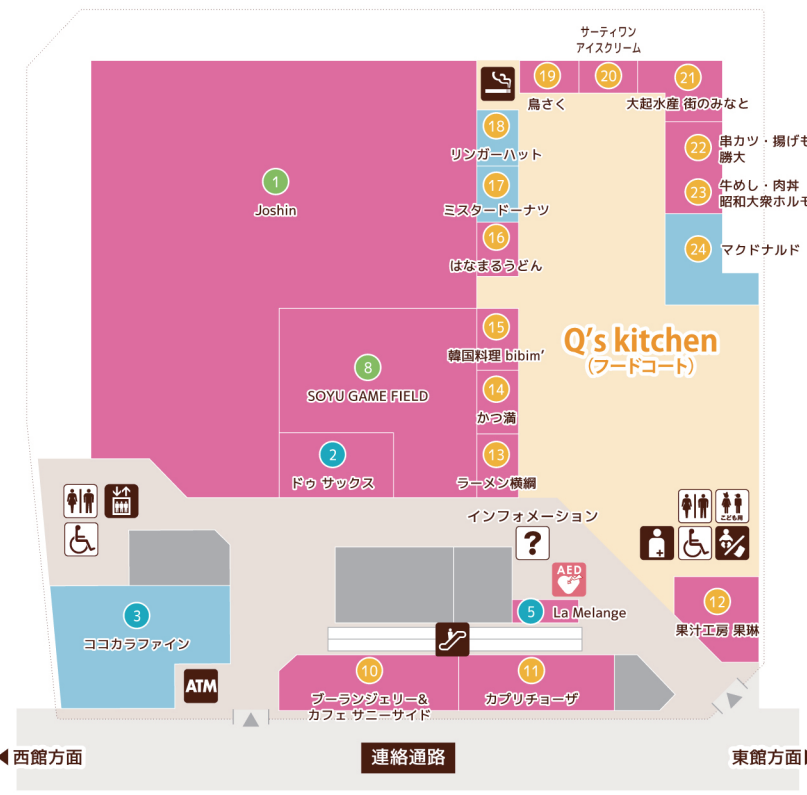 サーティワン
アイスクリーム
19
20
21
鳥さく
大起水産 街のみなと
18
リンガーハット
22
串カツ・揚げも
勝大
1
Joshin
17
ミスタードーナツ
23
牛めし・肉丼
昭和大衆ホルモ
16
はなまるうどん
24
マクドナルド
15
韓国料理 bibim’
Q’s kitchen
(フードコート)
8
SOYU GAME FIELD
14
かつ満
2
ドゥ サックス
13
ラーメン横綱
インフォメーション
?
こども用
AED
3
ココカラファイン
5
La Melange
12
果汁工房 果琳
ATM
10
ブーランジェリー&
カフェ サニーサイド
11
カプリチョーザ
西館方面
連絡通路
東館方面